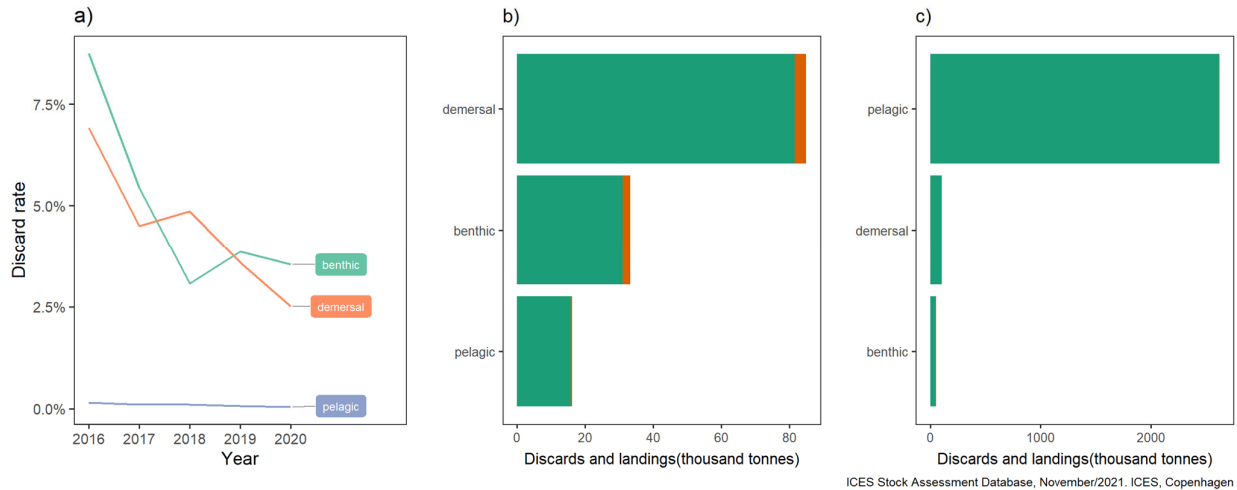 a)
Discard rate
7.5%
5.0%
2.5%
0.0%
benthic
demersal
pelagic
2016 2017 2018 2019 2020
Year
b)
demersal
benthic
pelagic
0 20 40 60 80
Discards and landings(thousand tonnes)
c)
pelagic
demersal
benthic
0 1000 2000
Discards and landings(thousand tonnes)
ICES Stock Assessment Database, November/2021. ICES, Copenhagen